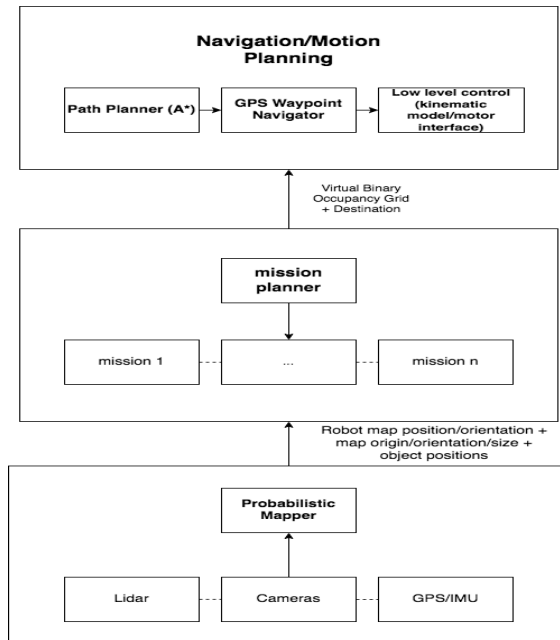 Navigation/Motion
Planning
Path Planner (A*)
GPS Waypoint
Navigator
Low level control
(kinematic
model/motor
interface)
Virtual Binary
Occupancy Grid
+ Destination
mission
planner
mission 1
...
mission n
Robot map position/orientation +
map origin/orientation/size +
object positions
Probabilistic
Mapper
Lidar
Cameras
GPS/IMU